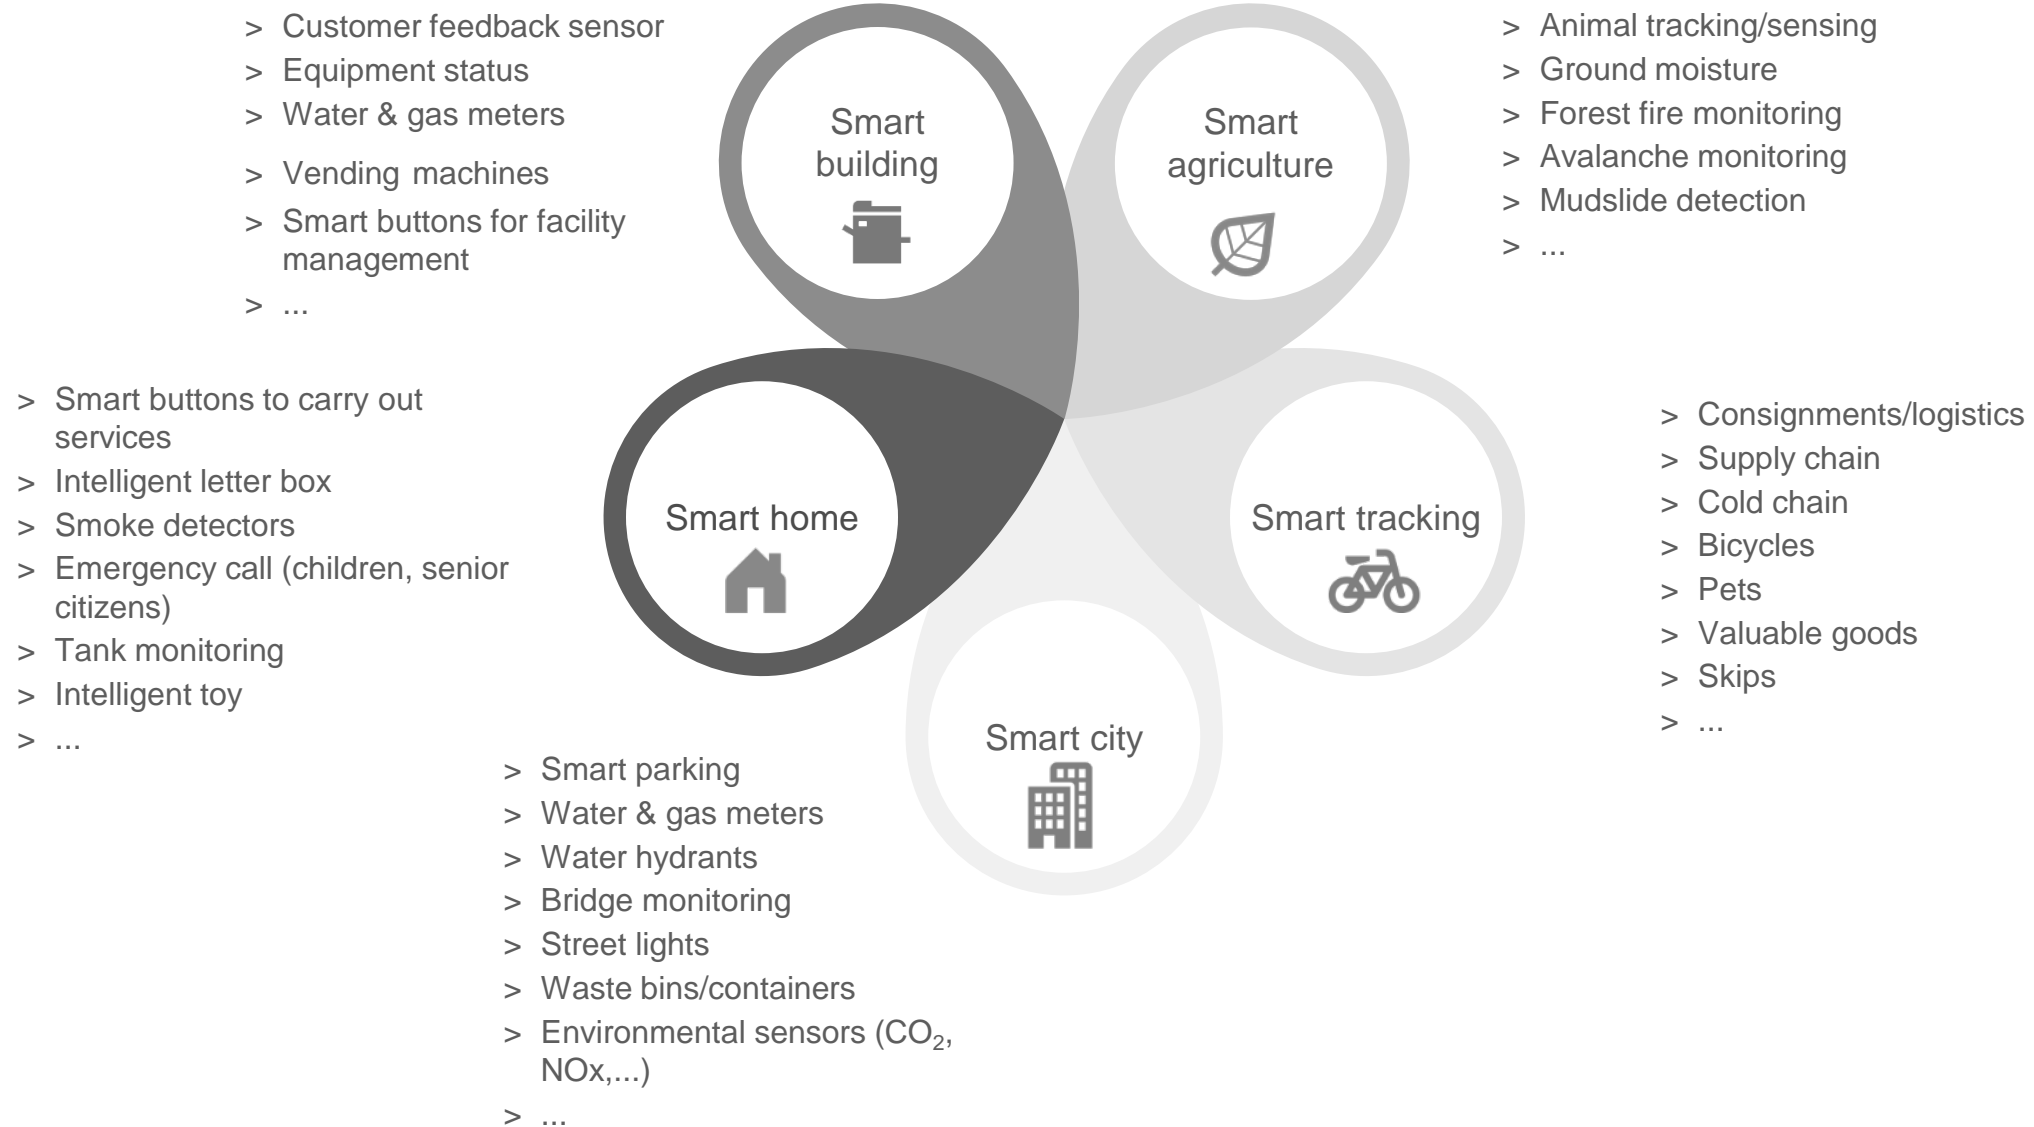 > Customer feedback sensor
> Equipment status
> Water & gas meters
> Vending machines
> Smart buttons for facility
management
> ...
Smart
building
Smart
agriculture
> Animal tracking/sensing
> Ground moisture
> Forest fire monitoring
> Avalanche monitoring
> Mudslide detection
> ...
> Smart buttons to carry out
services
> Intelligent letter box
> Smoke detectors
> Emergency call (children, senior
citizens)
> Tank monitoring
> Intelligent toy
> ...
Smart home
Smart tracking
> Consignments/logistics
> Supply chain
> Cold chain
> Bicycles
> Pets
> Valuable goods
> Skips
> ...
Smart city
> Smart parking
> Water & gas meters
> Water hydrants
> Bridge monitoring
> Street lights
> Waste bins/containers
> Environmental sensors (CO₂,
NOx,...)
> ...